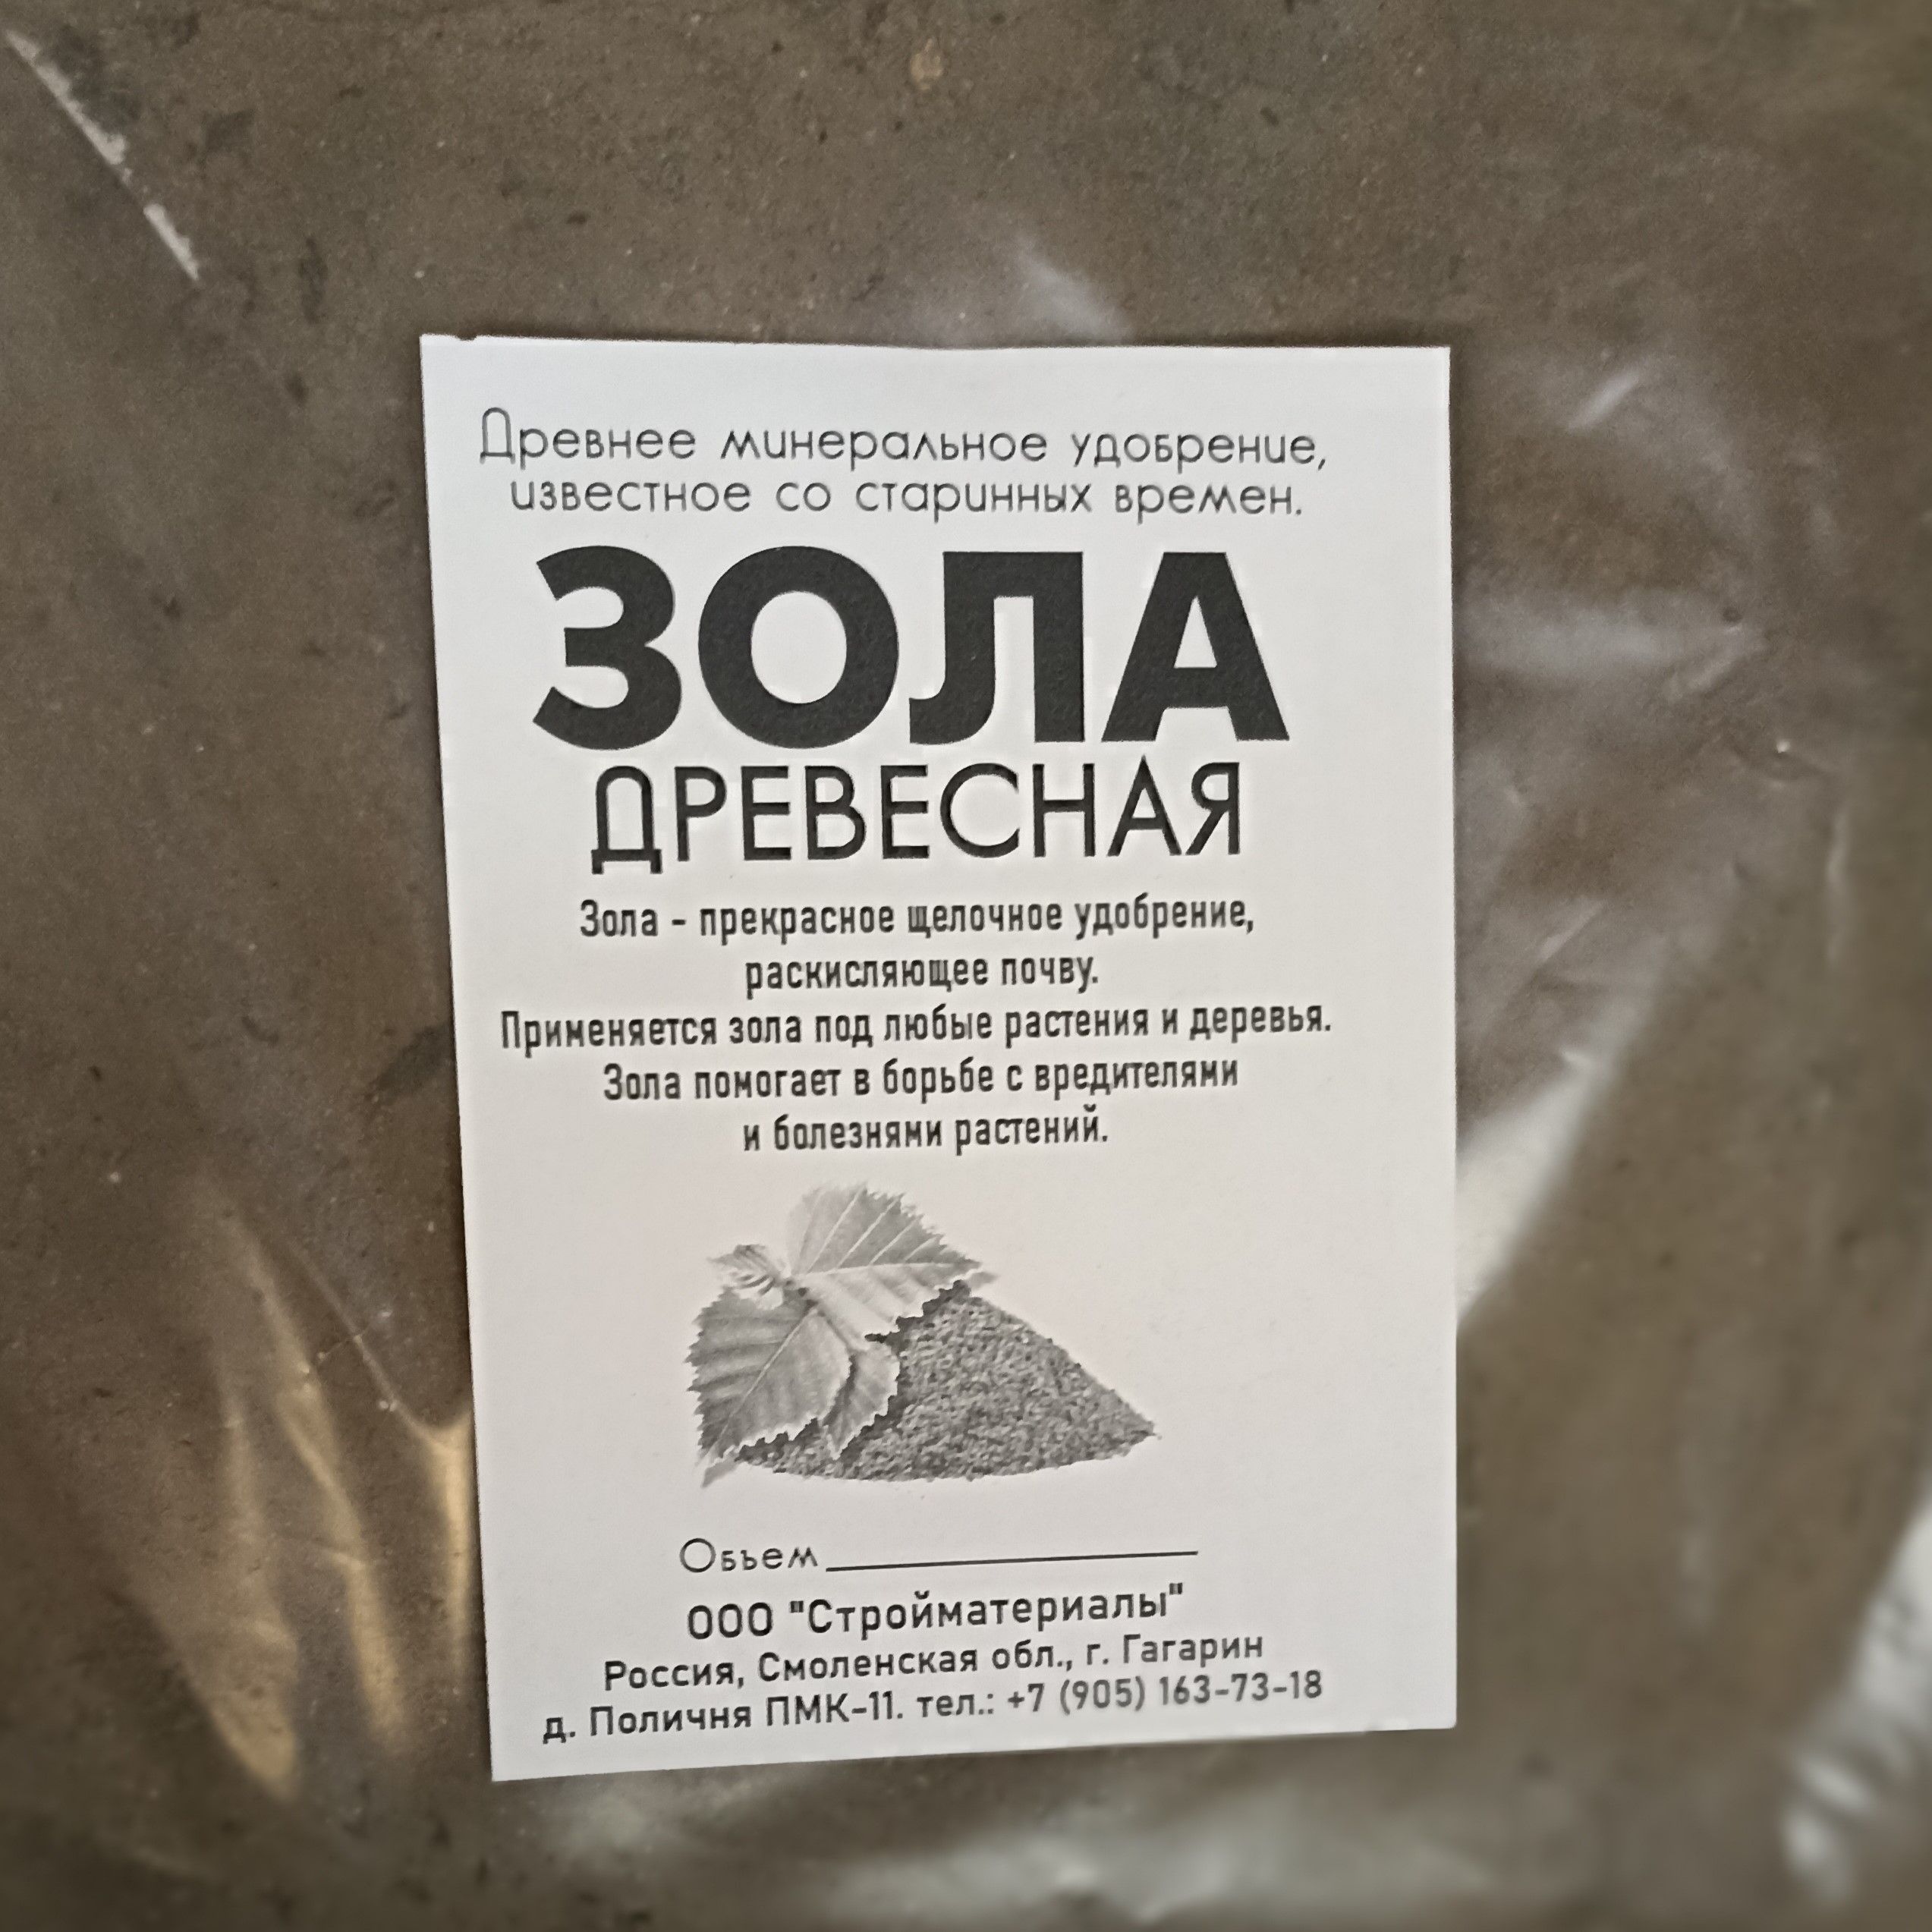 Древнее минеральное удобрение,
известное со старинных времен.
ЗОЛА
ДРЕВЕСНАЯ
Зола - прекрасное щелочное удобрение,
раскисляющее почву.
Применяется зола под любые растения и деревья.
Зола помогает в борьбе с вредителями
и болезнями растений.
Объем
ООО "Стройматериалы"
Россия, Смоленская обл., г. Гагарин
д. Поличня ПМК-11. тел.: +7 (905) 163-73-18